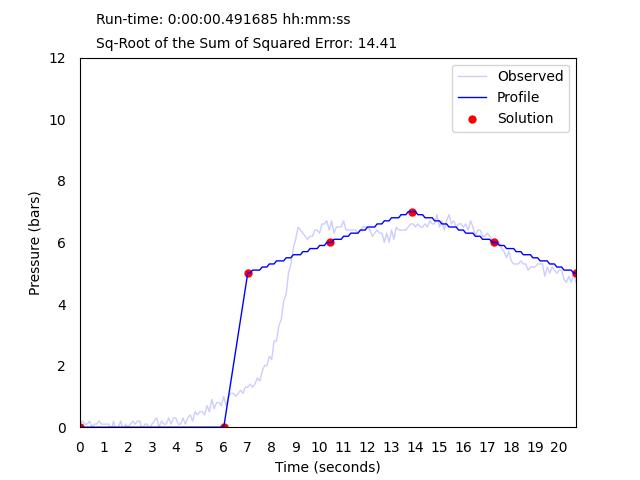 Run-time: 0:00:00.491685 hh:mm:ss
Sq-Root of the Sum of Squared Error: 14.41
12
10
8
6
4
2
0
Pressure (bars)
Observed
Profile
Solution
0 1 2 3 4 5 6 7 8 9 10 11 12 13 14 15 16 17 18 19 20
Time (seconds)